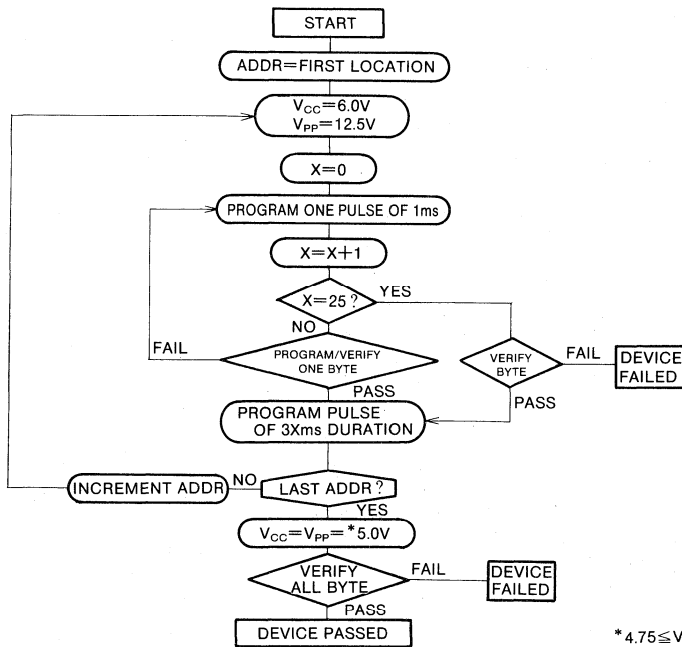 START
ADDR=FIRST LOCATION
VCC=6.0V
VPP=12.5V
X=0
PROGRAM ONE PULSE OF 1ms
X=X+1
X=25?
YES
NO
FAIL
PROGRAM/VERIFY
ONE BYTE
PASS
VERIFY
BYTE
FAIL
DEVICE
FAILED
PASS
PROGRAM PULSE
OF 3Xms DURATION
INCREMENT ADDR
NO
LAST ADDR?
YES
VCC=VPP=*5.0V
VERIFY
ALL BYTE
FAIL
DEVICE
FAILED
PASS
DEVICE PASSED
*4.75≦V